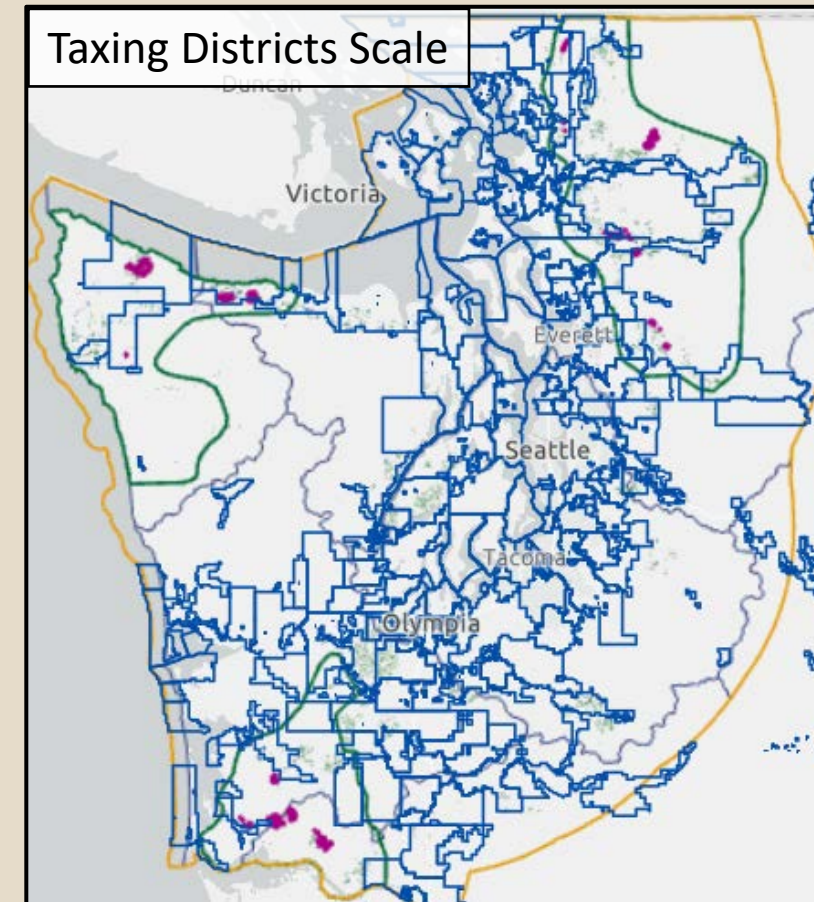 Taxing Districts Scale
Duncan
Victoria
Everett
Seattle
Tacoma
Olympia